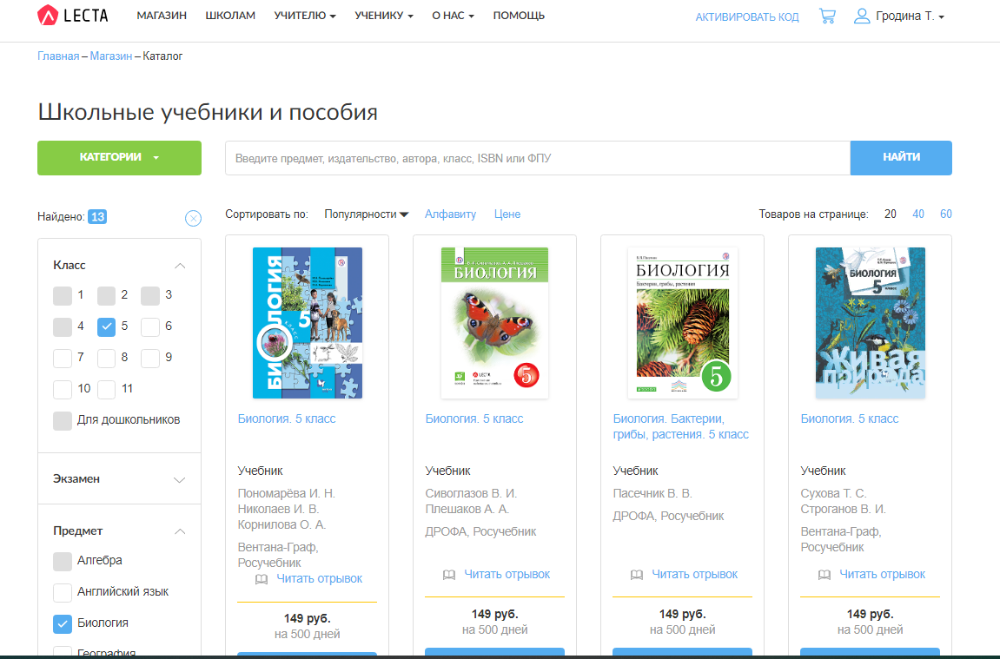 LECTA
МАГАЗИН ШКОЛАМ УЧИТЕЛЮ УЧЕНИКУ О НАС ПОМОЩЬ
АКТИВИРОВАТЬ КОД Гродина Т.
Главная – Магазин – Каталог
Школьные учебники и пособия
КАТЕГОРИИ
Введите предмет, издательство, автора, класс, ISBN или ФПУ
НАЙТИ
Найдено: 13
Сортировать по: Популярности Алфавиту Цене
Товаров на странице: 20 40 60
Класс
1 2 3
4 5 6
7 8 9
10 11
Для дошкольников
Экзамен
Предмет
Алгебра
Английский язык
Биология
География
БИОЛОГИЯ
5
КЛАСС
Биология. 5 класс
Учебник
Пономарёва И. Н.
Николаев И. В.
Корнилова О. А.
Вентана-Граф,
Росучебник
Читать отрывок
149 руб.
на 500 дней
БИОЛОГИЯ
LECTA
5
Биология. 5 класс
Учебник
Сивоглазов В. И.
Плешаков А. А.
ДРОФА, Росучебник
Читать отрывок
149 руб.
на 500 дней
БИОЛОГИЯ
Бактерии, грибы, растения
5
Биология. Бактерии,
грибы, растения. 5 класс
Учебник
Пасечник В. В.
ДРОФА, Росучебник
Читать отрывок
149 руб.
на 500 дней
БИОЛОГИЯ
5
класс
Живая
природа
Биология. 5 класс
Учебник
Сухова Т. С.
Строганов В. И.
Вентана-Граф,
Росучебник
Читать отрывок
149 руб.
на 500 дней